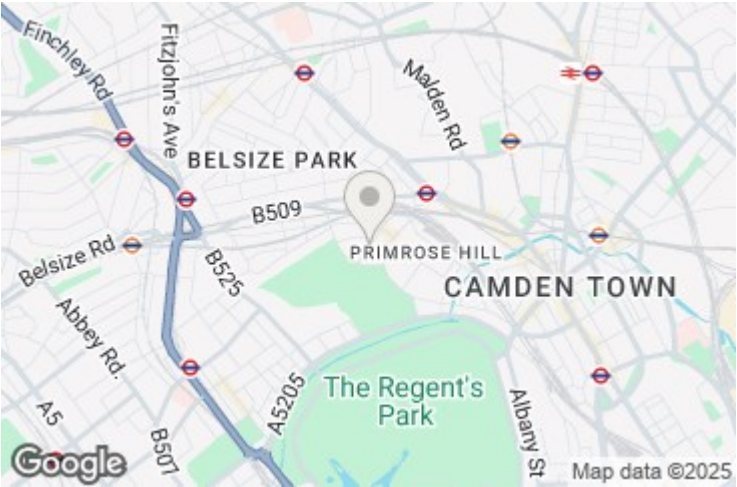 Finchley Rd
Fitzjohn's Ave
Malden Rd
BELSIZE PARK
B509
PRIMROSE HILL
Belsize Rd
B525
CAMDEN TOWN
Abbey Rd.
The Regent's
Park
A5205
Albany St
A5
B507
Google
Map data ©2025